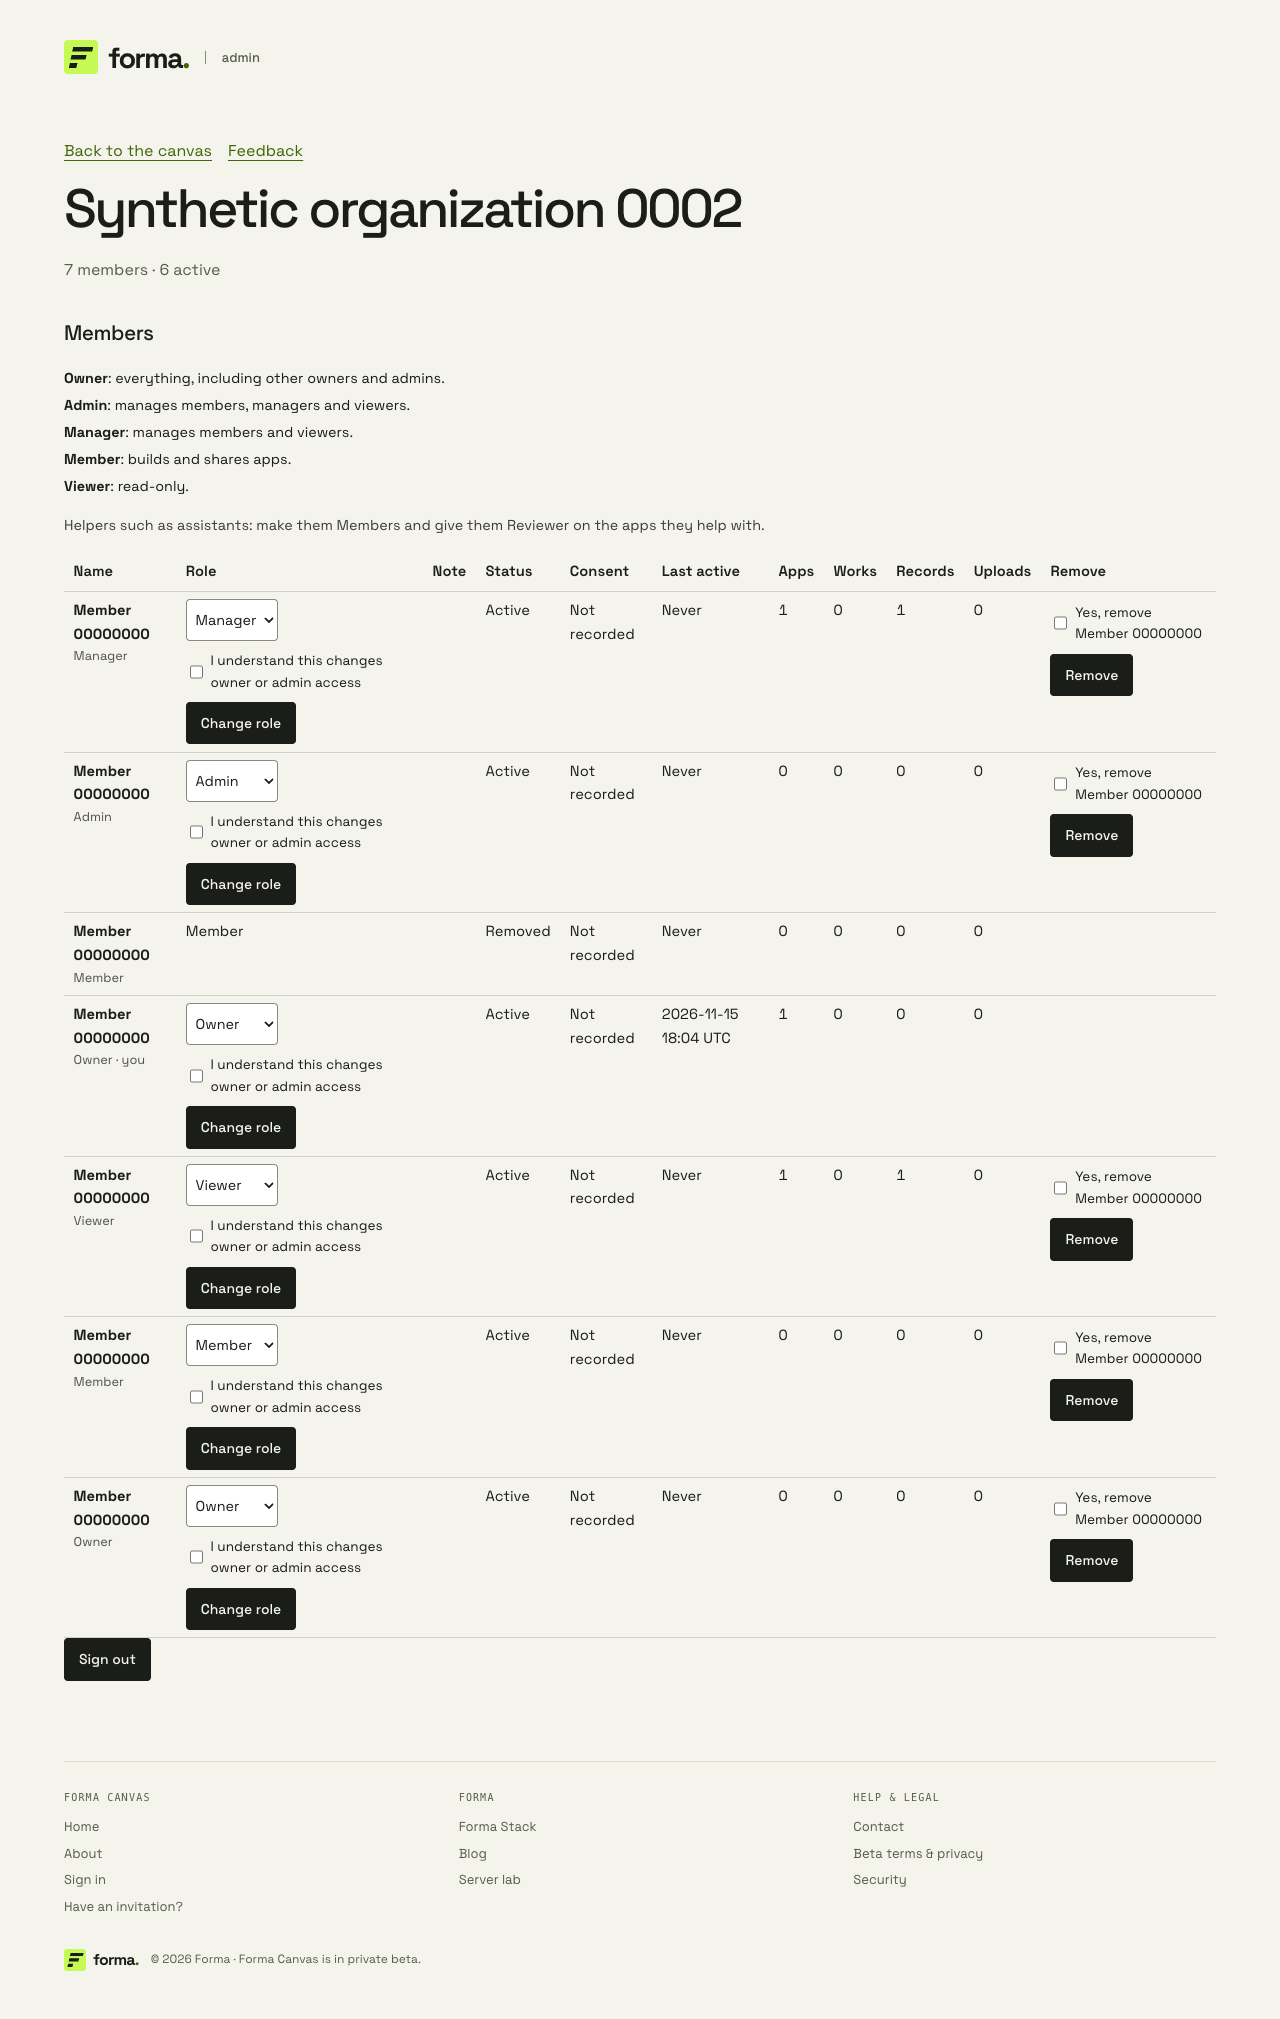 forma. admin
Back to the canvas Feedback
Synthetic organization 0002
7 members · 6 active
Members
Owner: everything, including other owners and admins.
Admin: manages members, managers and viewers.
Manager: manages members and viewers.
Member: builds and shares apps.
Viewer: read-only.
Helpers such as assistants: make them Members and give them Reviewer on the apps they help with.
Name Role Note Status Consent Last active Apps Works Records Uploads Remove
Member 00000000
Manager
Manager
I understand this changes owner or admin access
Change role
Active
Not recorded
Never
1 0 1 0
Yes, remove Member 00000000
Remove
Member 00000000
Admin
Admin
I understand this changes owner or admin access
Change role
Active
Not recorded
Never
0 0 0 0
Yes, remove Member 00000000
Remove
Member 00000000
Member
Member
Removed
Not recorded
Never
0 0 0 0
Member 00000000
Owner · you
Owner
I understand this changes owner or admin access
Change role
Active
Not recorded
2026-11-15 18:04 UTC
1 0 0 0
Member 00000000
Viewer
Viewer
I understand this changes owner or admin access
Change role
Active
Not recorded
Never
1 0 1 0
Yes, remove Member 00000000
Remove
Member 00000000
Member
Member
I understand this changes owner or admin access
Change role
Active
Not recorded
Never
0 0 0 0
Yes, remove Member 00000000
Remove
Member 00000000
Owner
Owner
I understand this changes owner or admin access
Change role
Active
Not recorded
Never
0 0 0 0
Yes, remove Member 00000000
Remove
Sign out
FORMA CANVAS
Home
About
Sign in
Have an invitation?
FORMA
Forma Stack
Blog
Server lab
HELP & LEGAL
Contact
Beta terms & privacy
Security
forma. © 2026 Forma · Forma Canvas is in private beta.